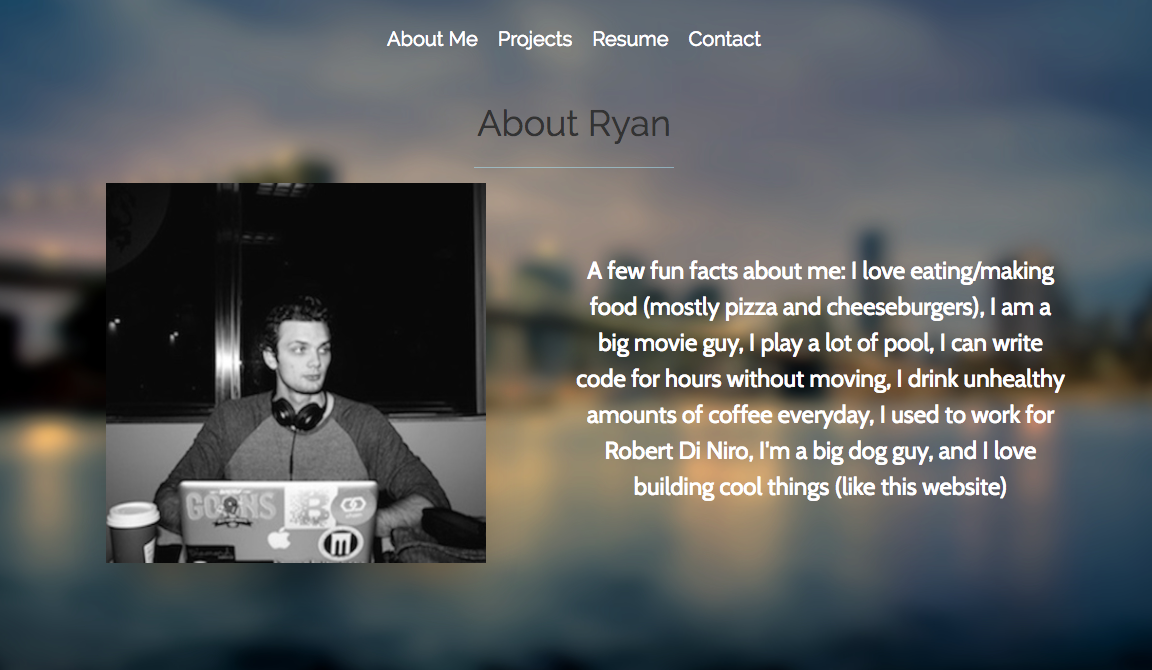 About Me Projects Resume Contact
About Ryan
A few fun facts about me: I love eating/making
food (mostly pizza and cheeseburgers), I am a
big movie guy, I play a lot of pool, I can write
code for hours without moving, I drink unhealthy
amounts of coffee everyday, I used to work for
Robert Di Niro, I'm a big dog guy, and I love
building cool things (like this website)
GOONS